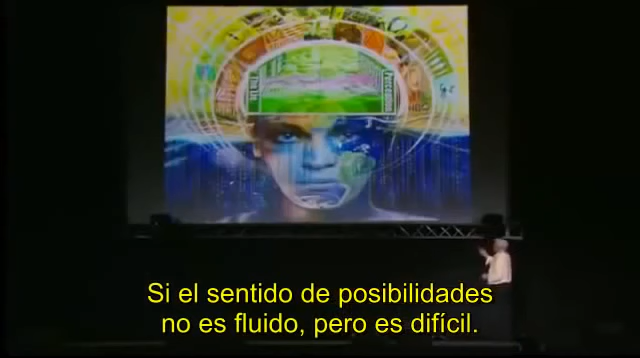 Si el sentido de posibilidades
no es fluido, pero es difícil.